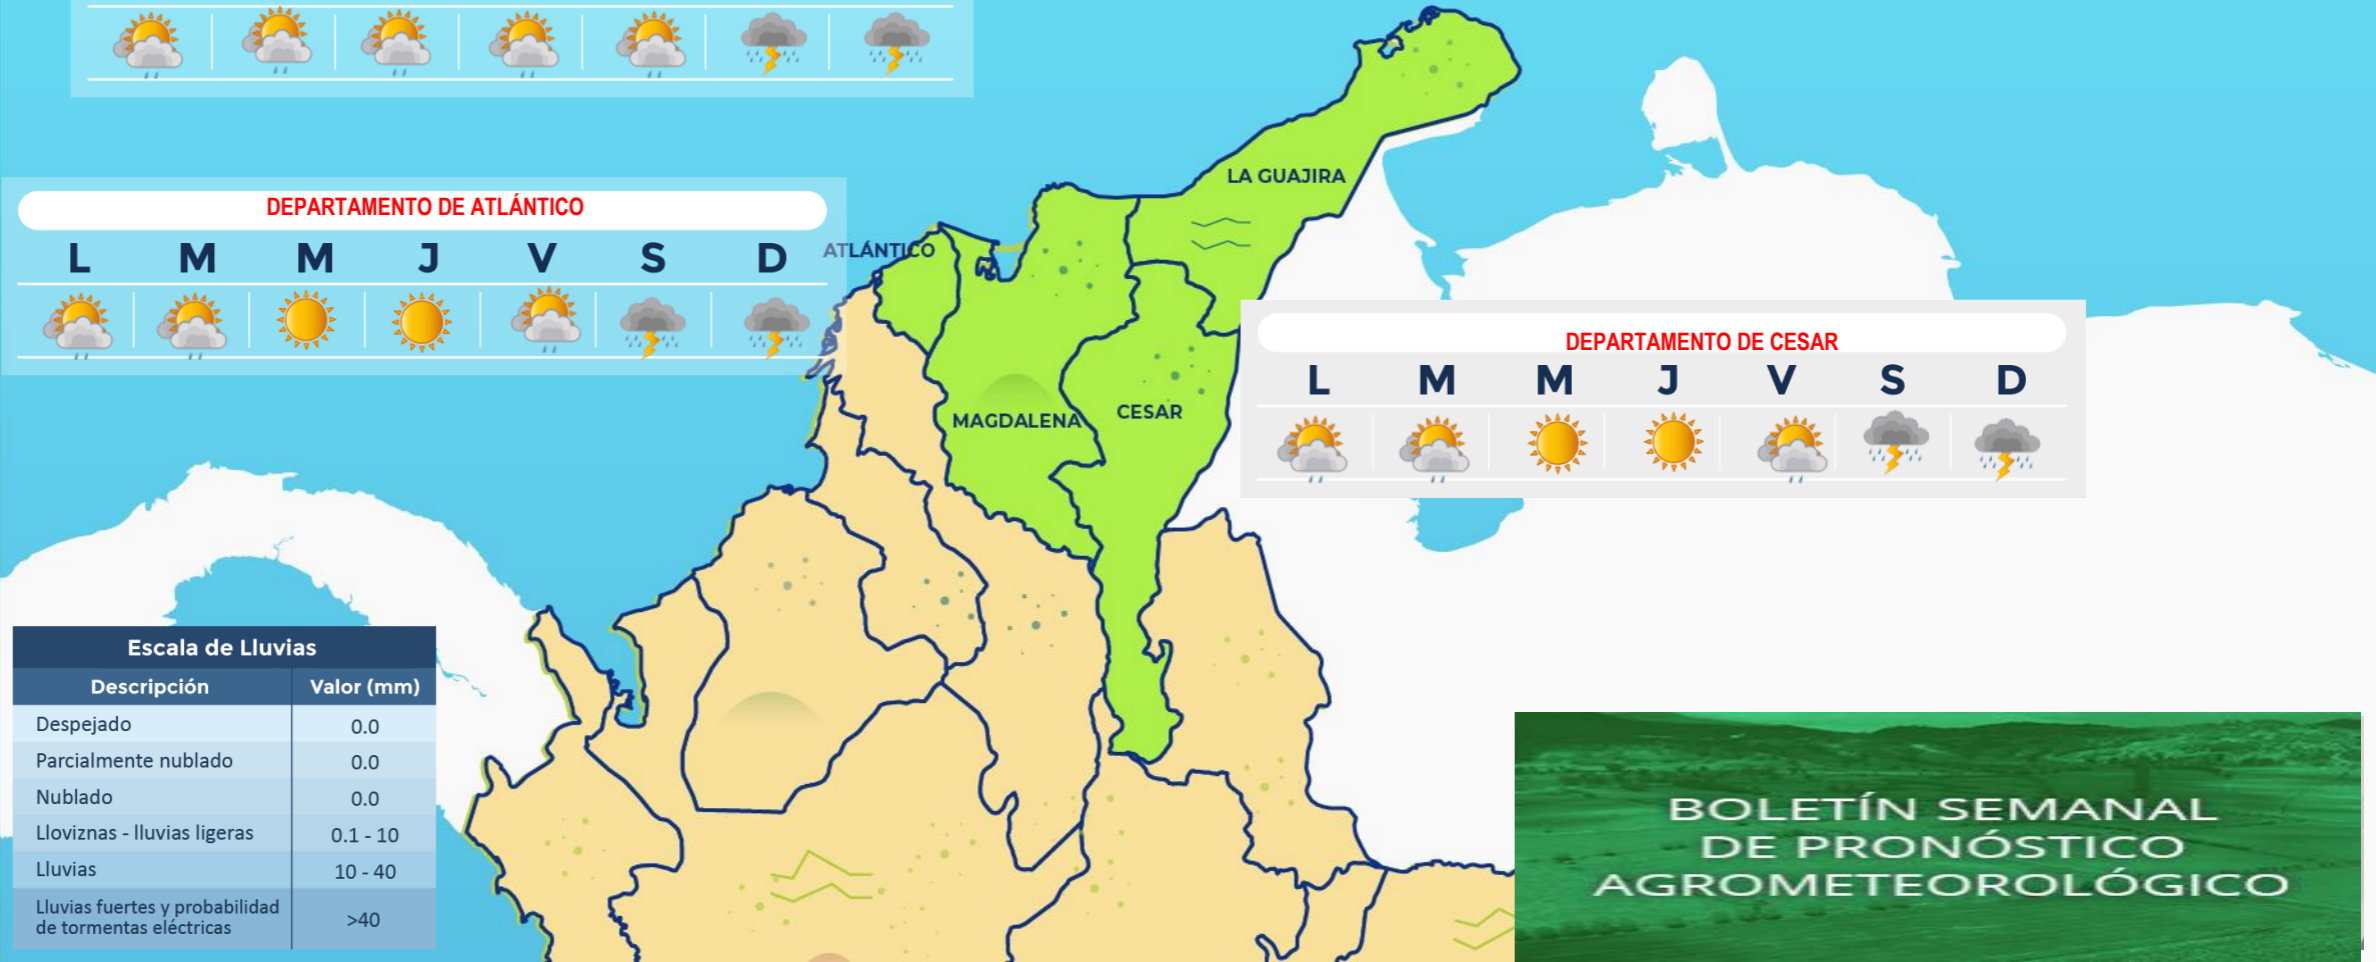 LA GUAJIRA
DEPARTAMENTO DE ATLÁNTICO
L M M J V S D
ATLÁNTICO
DEPARTAMENTO DE CESAR
L M M J V S D
MAGDALENA
CESAR
Escala de Lluvias
Descripción Valor (mm)
Despejado 0.0
Parcialmente nublado 0.0
Nublado 0.0
Lloviznas - lluvias ligeras 0.1 - 10
Lluvias 10 - 40
Lluvias fuertes y probabilidad
de tormentas eléctricas >40
BOLETÍN SEMANAL
DE PRONÓSTICO
AGROMETEOROLÓGICO